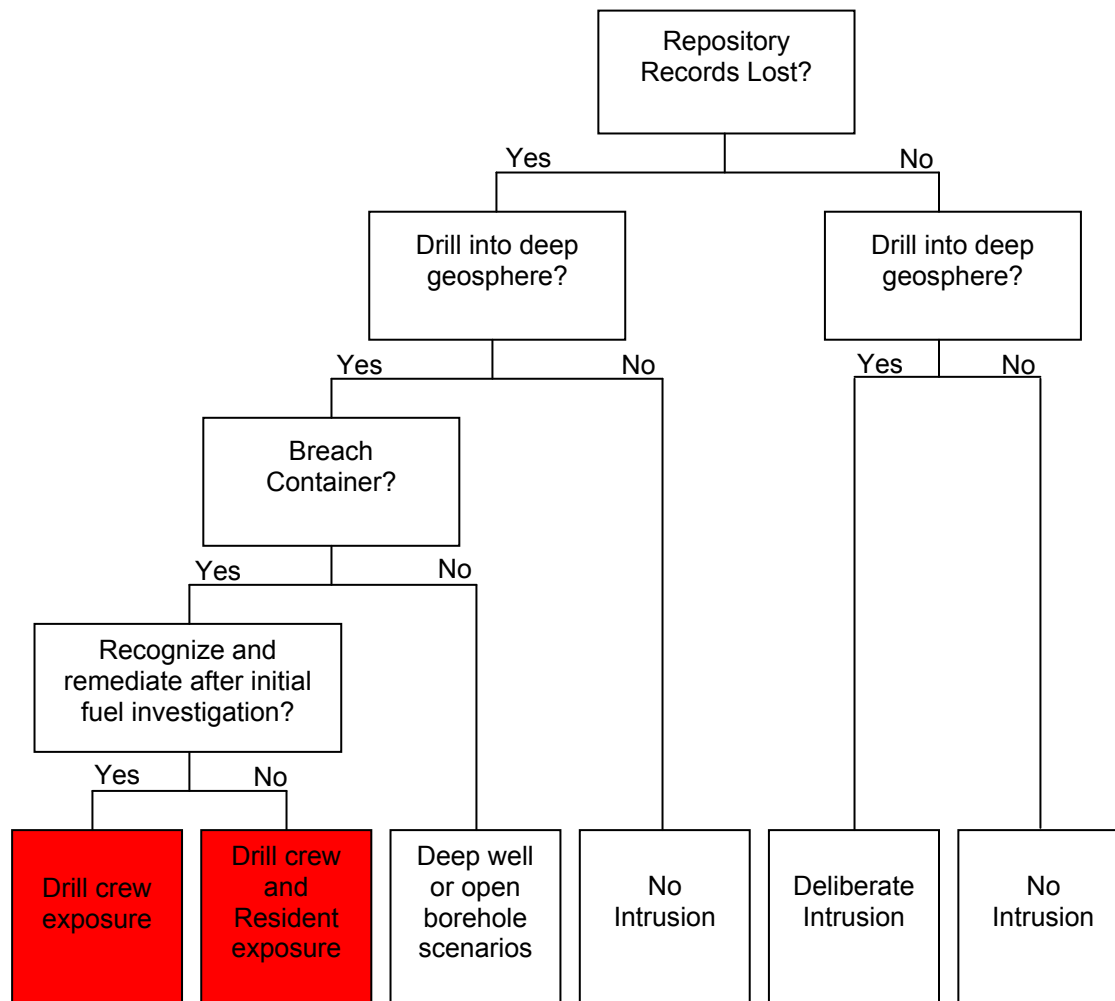 Repository
Records Lost?
Yes
No
Drill into deep
geosphere?
Drill into deep
geosphere?
Yes
No
Yes
No
Breach
Container?
Yes
No
Recognize and
remediate after initial
fuel investigation?
Yes
No
Drill crew
exposure
Drill crew
and
Resident
exposure
Deep well
or open
borehole
scenarios
No
Intrusion
Deliberate
Intrusion
No
Intrusion